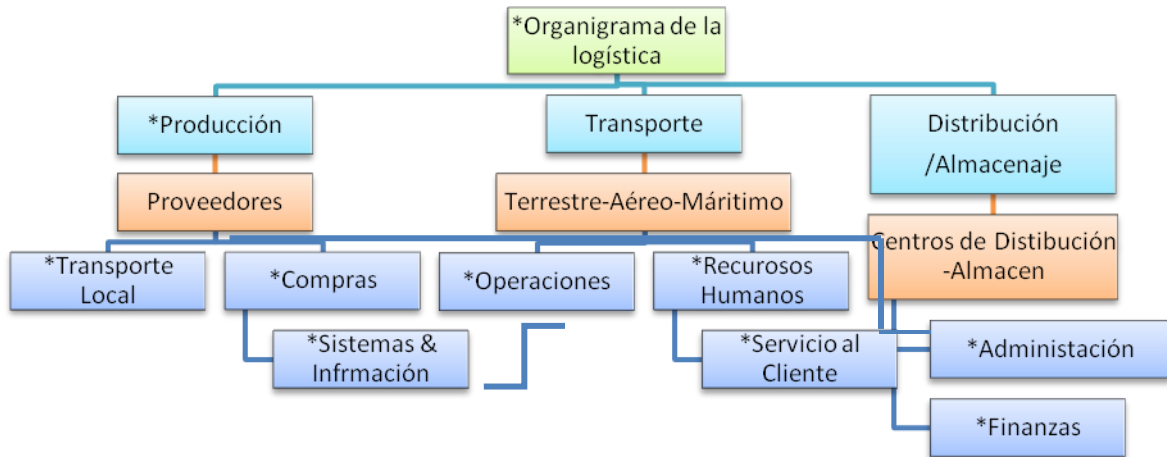 *Organigrama de la
logística
*Producción
Transporte
Distribución
/Almacenaje
Proveedores
Terrestre-Aéreo-Máritimo
Centros de Distibución
-Almacen
*Transporte
Local
*Compras
*Operaciones
*Recurosos
Humanos
*Sistemas &
Infrmación
*Servicio al
Cliente
*Administación
*Finanzas